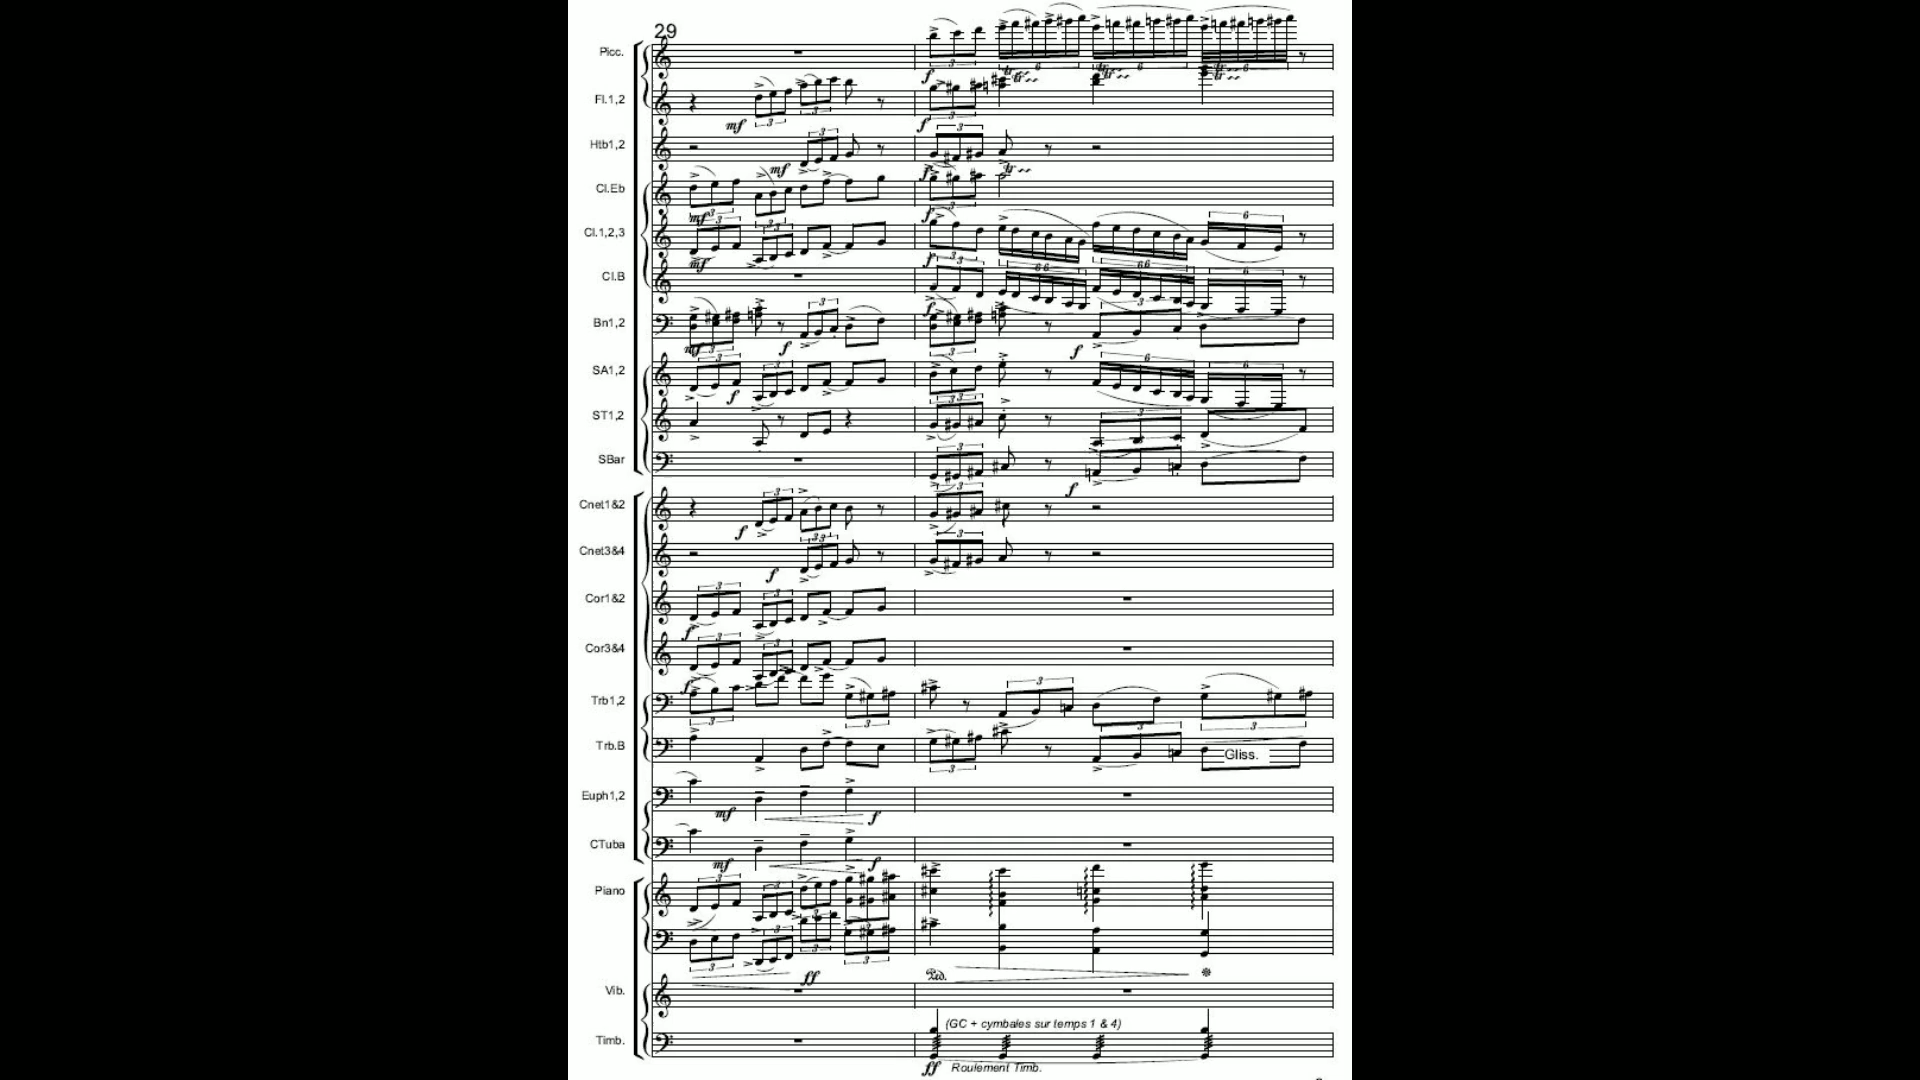 29
Picc.
Fl.1,2
Htb1,2
Cl.Eb
Cl.1,2,3
Cl.B
Bn1,2
SA1,2
ST1,2
SBar
Cnet1&2
Cnet3&4
Cor1&2
Cor3&4
Trb1,2
Trb.B
Gliss.
Euph1,2
CTuba
Piano
Vib.
(GC + cymbales sur temps 1 & 4)
Timb.
Roulement Timb.